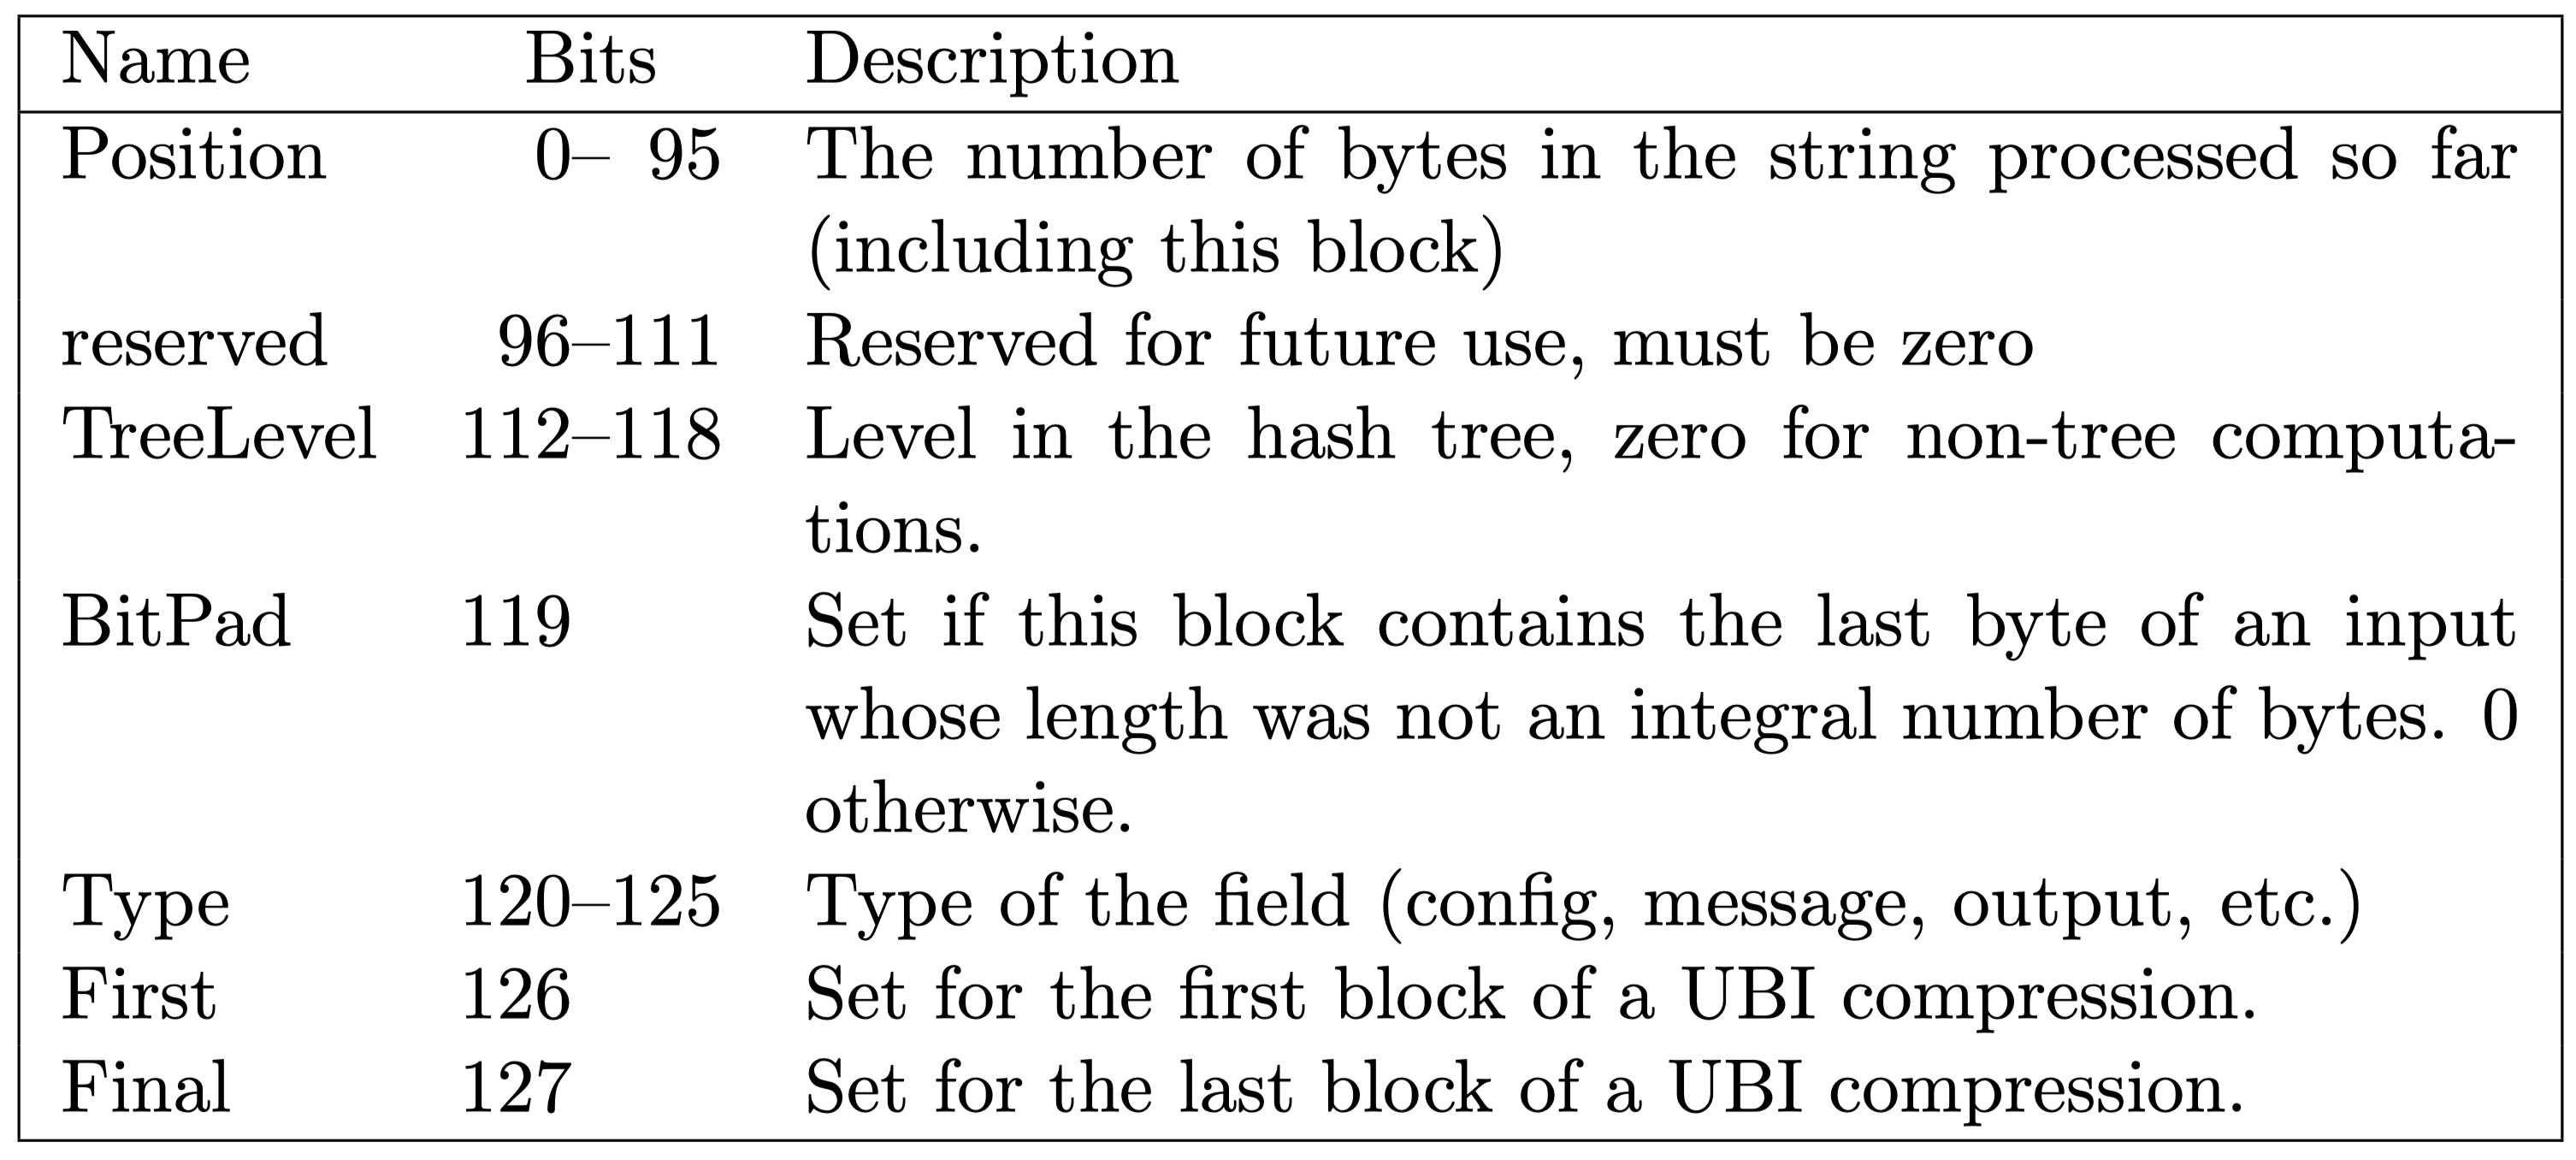 Name Bits Description
Position 0– 95 The number of bytes in the string processed so far
(including this block)
reserved 96–111 Reserved for future use, must be zero
TreeLevel 112–118 Level in the hash tree, zero for non-tree computa-
tions.
BitPad 119 Set if this block contains the last byte of an input
whose length was not an integral number of bytes. 0
otherwise.
Type 120–125 Type of the field (config, message, output, etc.)
First 126 Set for the first block of a UBI compression.
Final 127 Set for the last block of a UBI compression.